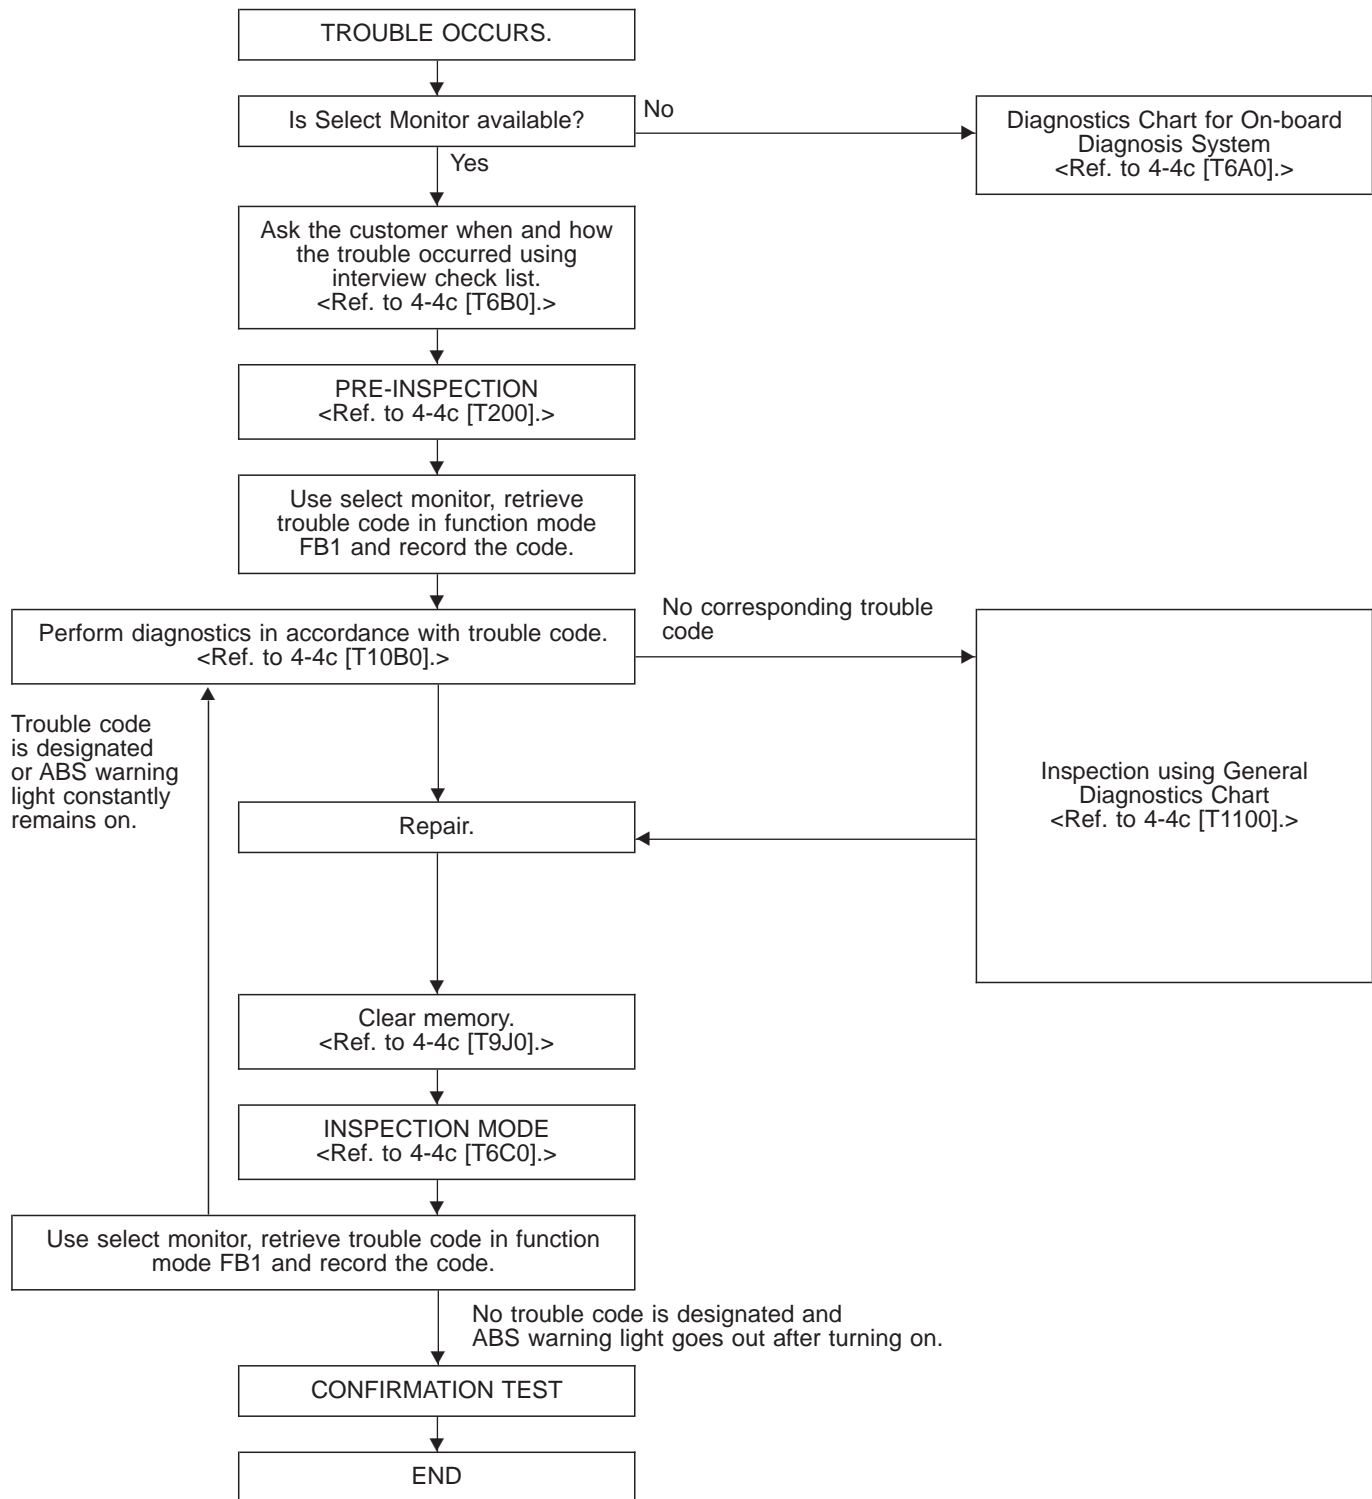 TROUBLE OCCURS.
Is Select Monitor available?
No
Diagnostics Chart for On-board
Diagnosis System
<Ref. to 4-4c [T6A0].>
Yes
Ask the customer when and how
the trouble occurred using
interview check list.
<Ref. to 4-4c [T6B0].>
PRE-INSPECTION
<Ref. to 4-4c [T200].>
Use select monitor, retrieve
trouble code in function mode
FB1 and record the code.
Perform diagnostics in accordance with trouble code.
<Ref. to 4-4c [T10B0].>
No corresponding trouble
code
Trouble code
is designated
or ABS warning
light constantly
remains on.
Inspection using General
Diagnostics Chart
<Ref. to 4-4c [T1100].>
Repair.
Clear memory.
<Ref. to 4-4c [T9J0].>
INSPECTION MODE
<Ref. to 4-4c [T6C0].>
Use select monitor, retrieve trouble code in function
mode FB1 and record the code.
No trouble code is designated and
ABS warning light goes out after turning on.
CONFIRMATION TEST
END